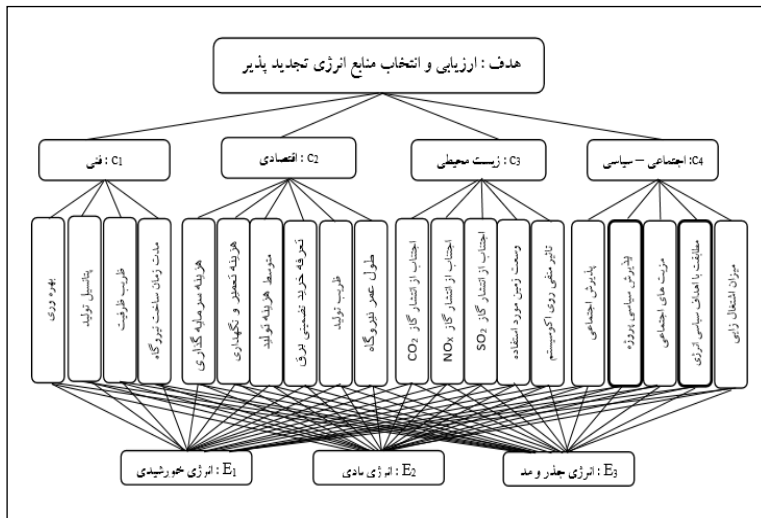 هدف : ارزیابی و انتخاب منابع انرژی تجدید پذیر
C₁ : فنی
C₂ : اقتصادی
C₃ : زیست محیطی
C₄: اجتماعی – سیاسی
بهره وری
پتانسیل تولید
ظریب ظرفیت
مدت زمان ساخت نیروگاه
هزینه سرمایه گذاری
هزینه تعمیر و نگهداری
متوسط هزینه تولید
تعرفه خرید تضمینی برق
ظریب تولید
طول عمر نیروگاه
اجتناب از انتشار گاز CO₂
اجتناب از انتشار گاز NOₓ
اجتناب از انتشار گاز SO₂
وسعت زمین مورد استفاده
تاثیر منفی روی اکوسیستم
پذیرش اجتماعی
پذیرش سیاسی پروژه
مزیت های اجتماعی
مطابقت با اهداف سیاسی انرژی
میزان اشتغال زایی
E₁ : انرژی خورشیدی
E₂ : انرژی بادی
E₃ : انرژی جذر و مد